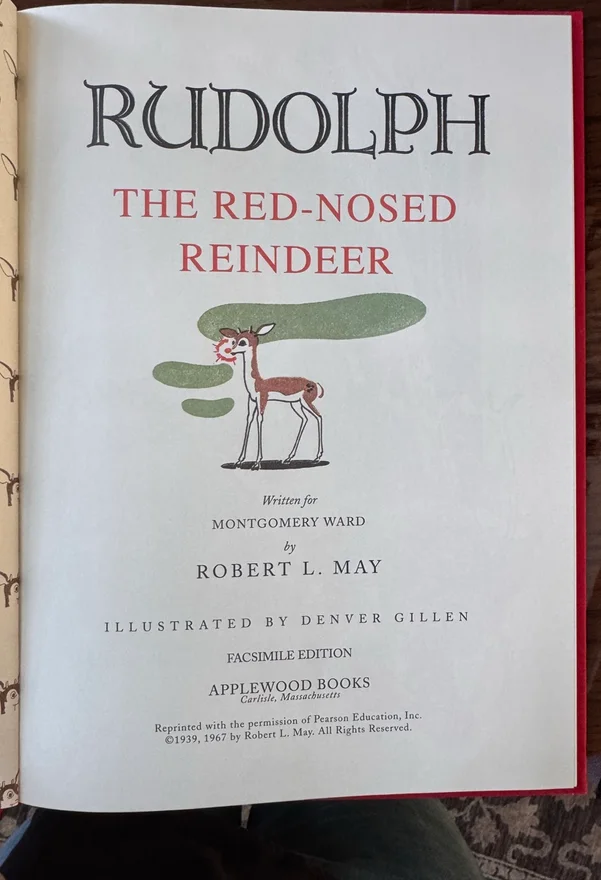 RUDOLPH
THE RED-NOSED
REINDEER
Written for
MONTGOMERY WARD
by
ROBERT L. MAY
ILLUSTRATED BY DENVER GILLEN
FACSIMILE EDITION
APPLEWOOD BOOKS
Carlisle, Massachusetts
Reprinted with the permission of Pearson Education, Inc.
©1939, 1967 by Robert L. May. All Rights Reserved.